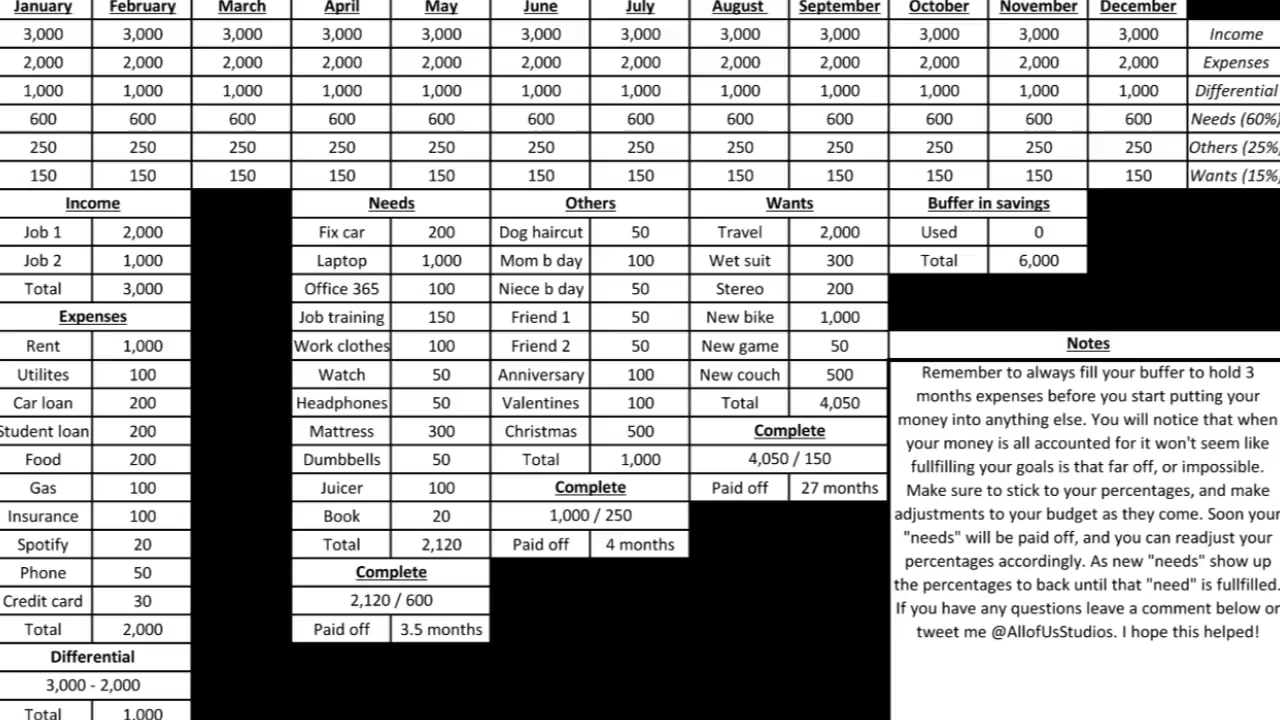 January February March April May June July August September October November December
3,000 3,000 3,000 3,000 3,000 3,000 3,000 3,000 3,000 3,000 3,000 3,000 Income
2,000 2,000 2,000 2,000 2,000 2,000 2,000 2,000 2,000 2,000 2,000 2,000 Expenses
1,000 1,000 1,000 1,000 1,000 1,000 1,000 1,000 1,000 1,000 1,000 1,000 Differential
600 600 600 600 600 600 600 600 600 600 600 600 Needs (60%)
250 250 250 250 250 250 250 250 250 250 250 250 Others (25%)
150 150 150 150 150 150 150 150 150 150 150 150 Wants (15%)
Income
Job 1 2,000
Job 2 1,000
Total 3,000
Expenses
Rent 1,000
Utilites 100
Car loan 200
Student loan 200
Food 200
Gas 100
Insurance 100
Spotify 20
Phone 50
Credit card 30
Total 2,000
Differential
3,000 - 2,000
Total 1,000
Needs
Fix car 200
Laptop 1,000
Office 365 100
Job training 150
Work clothes 100
Watch 50
Headphones 50
Mattress 300
Dumbbells 50
Juicer 100
Book 20
Total 2,120
Complete
2,120 / 600
Paid off 3.5 months
Others
Dog haircut 50
Mom b day 100
Niece b day 50
Friend 1 50
Friend 2 50
Anniversary 100
Valentines 100
Christmas 500
Total 1,000
Complete
1,000 / 250
Paid off 4 months
Wants
Travel 2,000
Wet suit 300
Stereo 200
New bike 1,000
New game 50
New couch 500
Total 4,050
Complete
4,050 / 150
Paid off 27 months
Buffer in savings
Used 0
Total 6,000
Notes
Remember to always fill your buffer to hold 3
months expenses before you start putting your
money into anything else. You will notice that when
your money is all accounted for it won't seem like
fullfilling your goals is that far off, or impossible.
Make sure to stick to your percentages, and make
adjustments to your budget as they come. Soon your
"needs" will be paid off, and you can readjust your
percentages accordingly. As new "needs" show up
the percentages to back until that "need" is fullfilled.
If you have any questions leave a comment below or
tweet me @AllofUsStudios. I hope this helped!